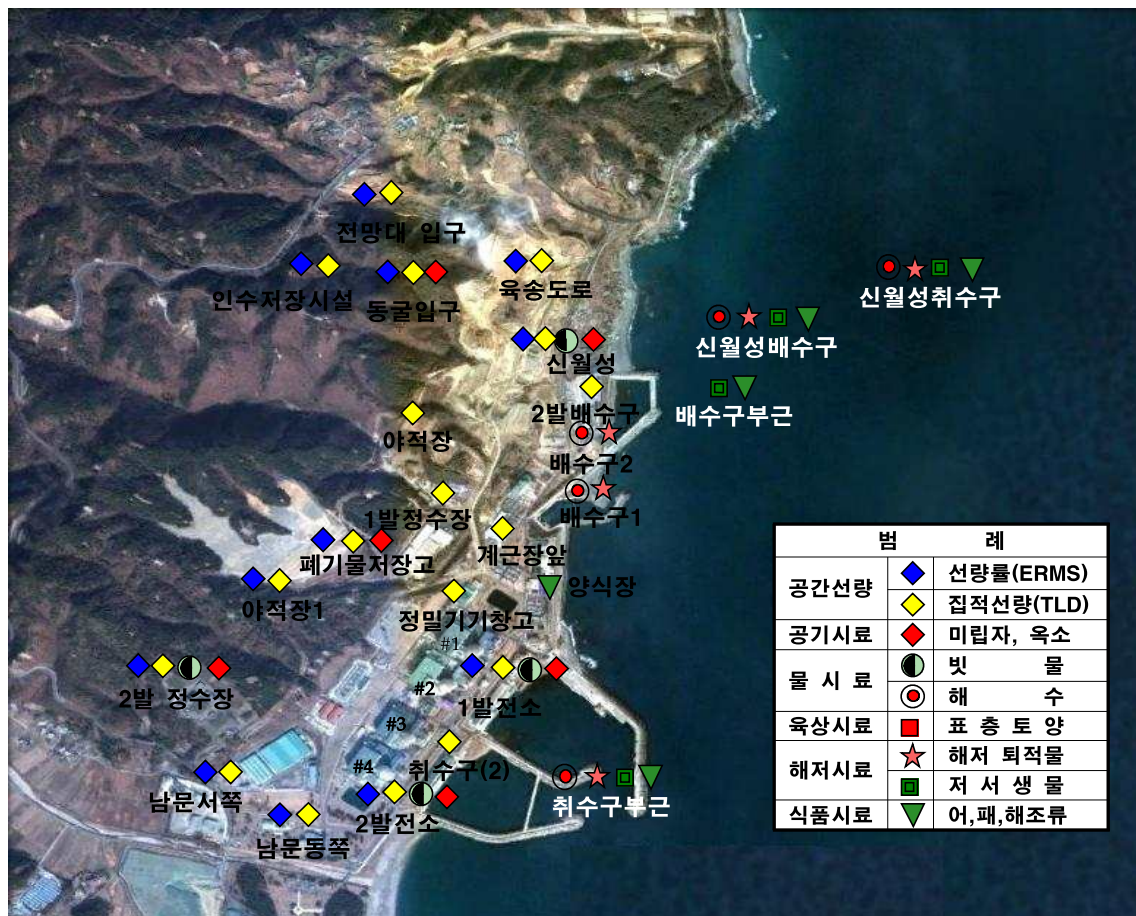 전망대 입구
인수저장시설
동굴입구
육송도로
신월성취수구
신월성배수구
신월성
2발배수구
배수구부근
야적장
배수구2
1발정수장
배수구1
폐기물저장고
계근장앞
야적장1
양식장
정밀기기창고
#1
2발 정수장
#2
1발전소
#3
취수구(2)
#4
남문서쪽
2발전소
취수구부근
남문동쪽
범 례
공간선량
선량률(ERMS)
집적선량(TLD)
공기시료
미립자, 옥소
물 시 료
빗 물
해 수
육상시료
표 층 토 양
해저시료
해저 퇴적물
저 서 생 물
식품시료
어,패,해조류